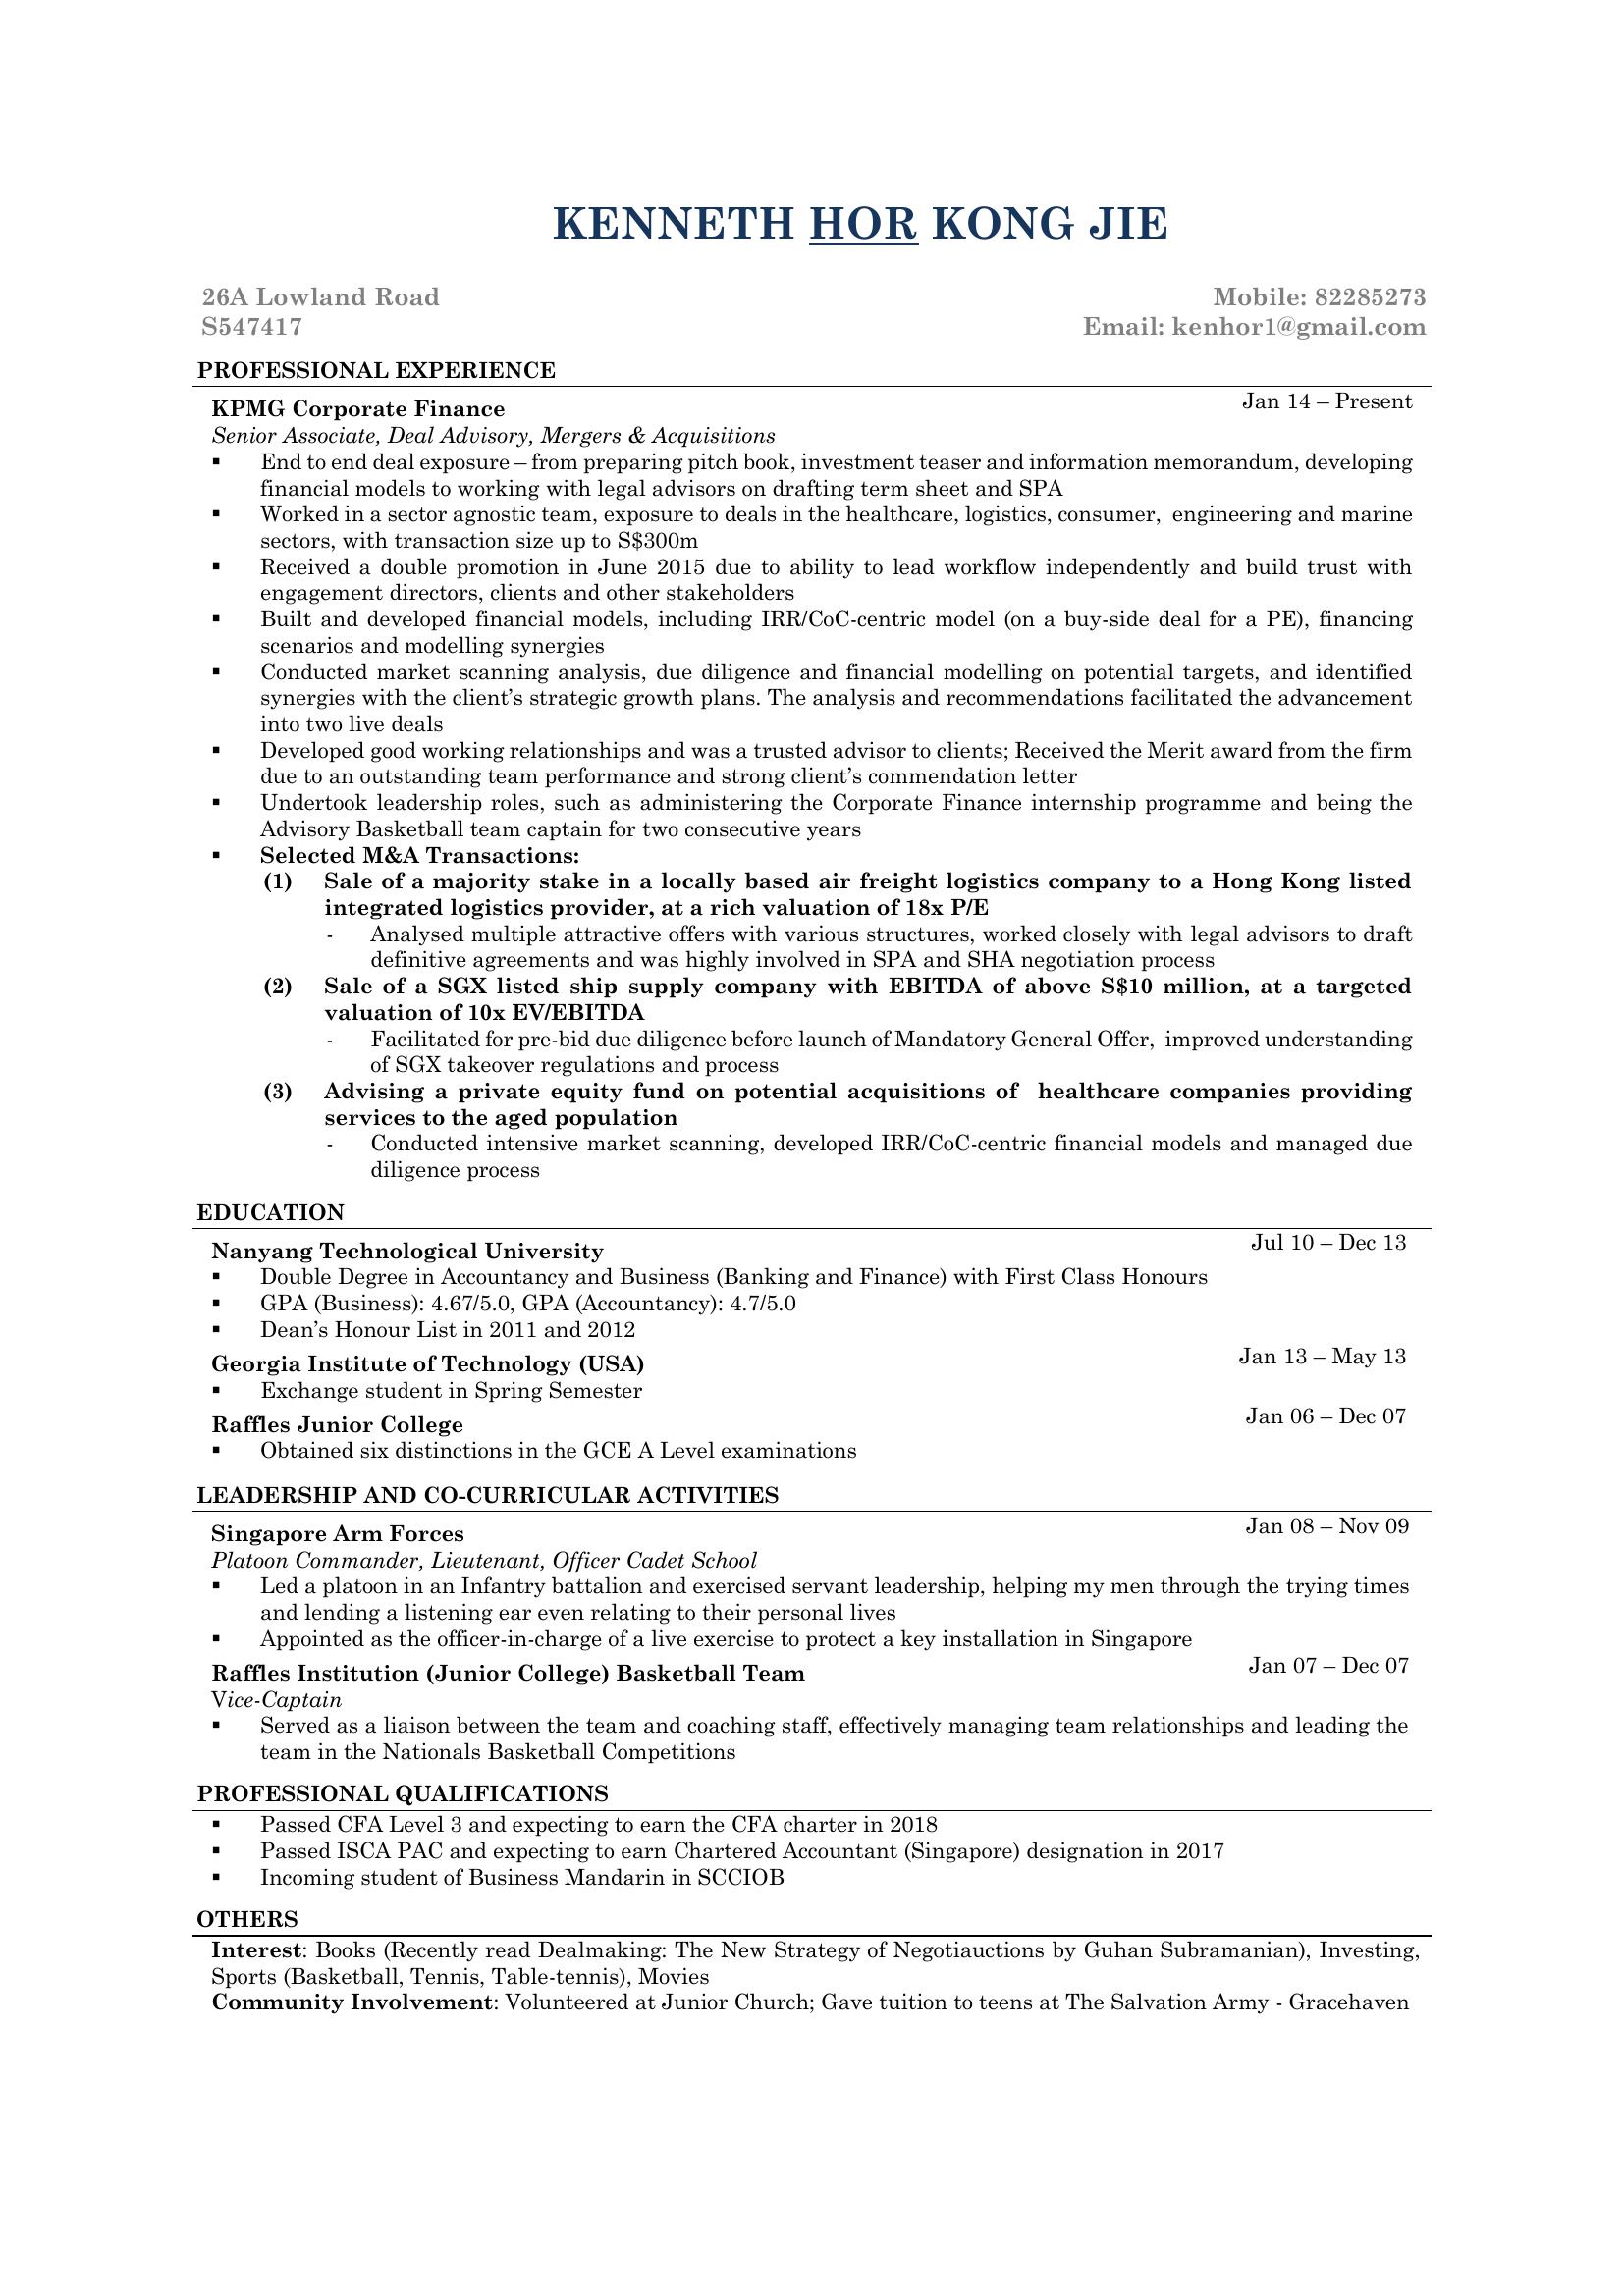 KENNETH HOR KONG JIE
26A Lowland Road
Mobile: 82285273
S547417
Email: kenhor1@gmail.com
PROFESSIONAL EXPERIENCE
KPMG Corporate Finance
Jan 14 – Present
Senior Associate, Deal Advisory, Mergers & Acquisitions
▪ End to end deal exposure – from preparing pitch book, investment teaser and information memorandum, developing
financial models to working with legal advisors on drafting term sheet and SPA
▪ Worked in a sector agnostic team, exposure to deals in the healthcare, logistics, consumer, engineering and marine
sectors, with transaction size up to S$300m
▪ Received a double promotion in June 2015 due to ability to lead workflow independently and build trust with
engagement directors, clients and other stakeholders
▪ Built and developed financial models, including IRR/CoC-centric model (on a buy-side deal for a PE), financing
scenarios and modelling synergies
▪ Conducted market scanning analysis, due diligence and financial modelling on potential targets, and identified
synergies with the client’s strategic growth plans. The analysis and recommendations facilitated the advancement
into two live deals
▪ Developed good working relationships and was a trusted advisor to clients; Received the Merit award from the firm
due to an outstanding team performance and strong client’s commendation letter
▪ Undertook leadership roles, such as administering the Corporate Finance internship programme and being the
Advisory Basketball team captain for two consecutive years
▪ Selected M&A Transactions:
(1) Sale of a majority stake in a locally based air freight logistics company to a Hong Kong listed
integrated logistics provider, at a rich valuation of 18x P/E
- Analysed multiple attractive offers with various structures, worked closely with legal advisors to draft
definitive agreements and was highly involved in SPA and SHA negotiation process
(2) Sale of a SGX listed ship supply company with EBITDA of above S$10 million, at a targeted
valuation of 10x EV/EBITDA
- Facilitated for pre-bid due diligence before launch of Mandatory General Offer, improved understanding
of SGX takeover regulations and process
(3) Advising a private equity fund on potential acquisitions of healthcare companies providing
services to the aged population
- Conducted intensive market scanning, developed IRR/CoC-centric financial models and managed due
diligence process
EDUCATION
Nanyang Technological University
Jul 10 – Dec 13
▪ Double Degree in Accountancy and Business (Banking and Finance) with First Class Honours
▪ GPA (Business): 4.67/5.0, GPA (Accountancy): 4.7/5.0
▪ Dean’s Honour List in 2011 and 2012
Georgia Institute of Technology (USA)
Jan 13 – May 13
▪ Exchange student in Spring Semester
Raffles Junior College
Jan 06 – Dec 07
▪ Obtained six distinctions in the GCE A Level examinations
LEADERSHIP AND CO-CURRICULAR ACTIVITIES
Singapore Arm Forces
Jan 08 – Nov 09
Platoon Commander, Lieutenant, Officer Cadet School
▪ Led a platoon in an Infantry battalion and exercised servant leadership, helping my men through the trying times
and lending a listening ear even relating to their personal lives
▪ Appointed as the officer-in-charge of a live exercise to protect a key installation in Singapore
Raffles Institution (Junior College) Basketball Team
Jan 07 – Dec 07
Vice-Captain
▪ Served as a liaison between the team and coaching staff, effectively managing team relationships and leading the
team in the Nationals Basketball Competitions
PROFESSIONAL QUALIFICATIONS
▪ Passed CFA Level 3 and expecting to earn the CFA charter in 2018
▪ Passed ISCA PAC and expecting to earn Chartered Accountant (Singapore) designation in 2017
▪ Incoming student of Business Mandarin in SCCIOB
OTHERS
Interest: Books (Recently read Dealmaking: The New Strategy of Negotiauctions by Guhan Subramanian), Investing,
Sports (Basketball, Tennis, Table-tennis), Movies
Community Involvement: Volunteered at Junior Church; Gave tuition to teens at The Salvation Army - Gracehaven